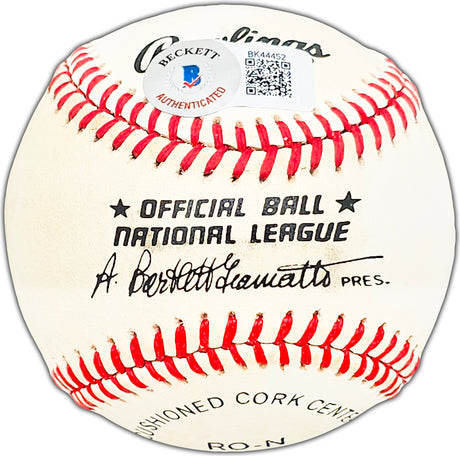 Rawlings
BECKETT
B
AUTHENTICATED
BK44452
★ OFFICIAL BALL ★
NATIONAL LEAGUE
A. Bartlett Giamatti PRES.
CUSHIONED CORK CENTER
RO-N